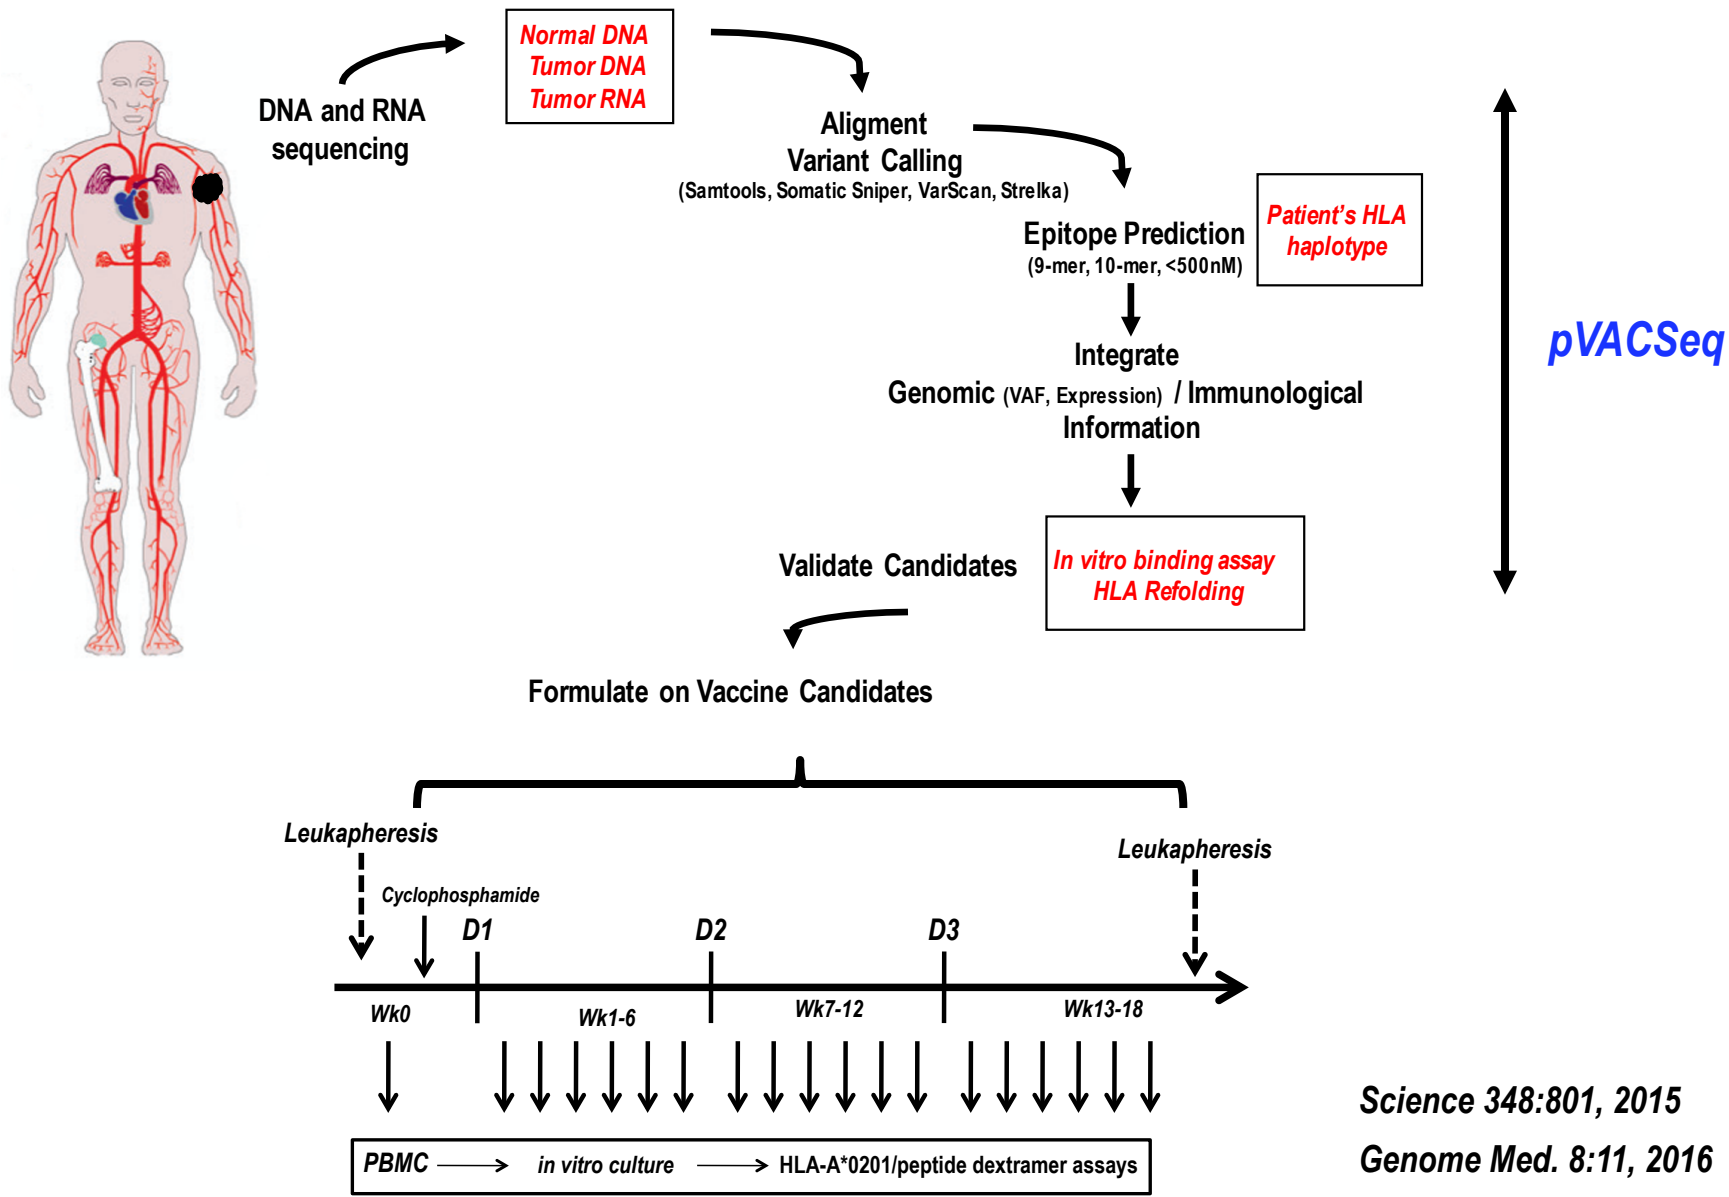 DNA and RNA
sequencing
Normal DNA
Tumor DNA
Tumor RNA
Aligment
Variant Calling
(Samtools, Somatic Sniper, VarScan, Strelka)
Epitope Prediction
(9-mer, 10-mer, <500nM)
Patient's HLA
haplotype
Integrate
Genomic (VAF, Expression) / Immunological
Information
pVACSeq
Validate Candidates
In vitro binding assay
HLA Refolding
Formulate on Vaccine Candidates
Leukapheresis
Leukapheresis
Cyclophosphamide
D1
D2
D3
Wk0
Wk1-6
Wk7-12
Wk13-18
PBMC in vitro culture HLA-A*0201/peptide dextramer assays
Science 348:801, 2015
Genome Med. 8:11, 2016